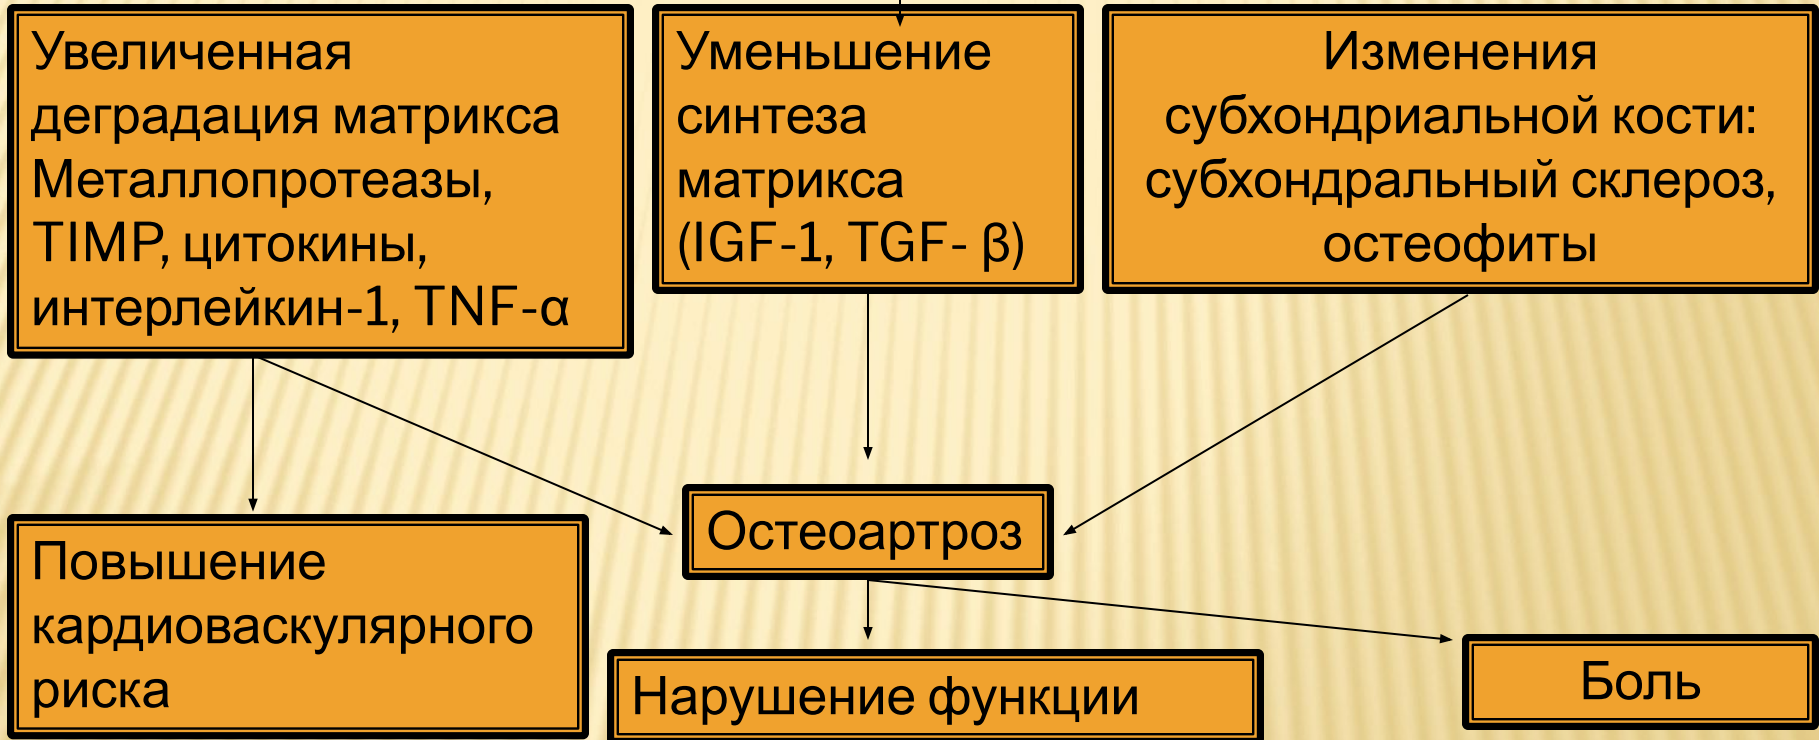 Увеличенная
деградация матрикса
Металлопротеазы,
TIMP, цитокины,
интерлейкин-1, TNF-α
Уменьшение
синтеза
матрикса
(IGF-1, TGF- β)
Изменения
субхондриальной кости:
субхондральный склероз,
остеофиты
Остеоартроз
Повышение
кардиоваскулярного
риска
Нарушение функции
Боль